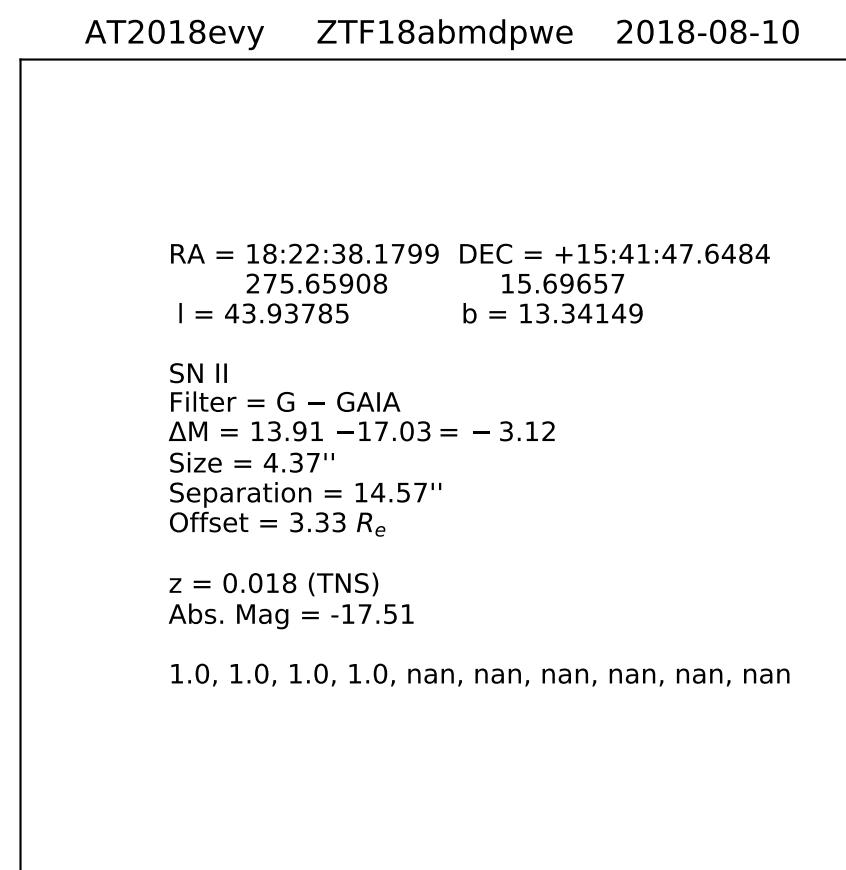 AT2018evy ZTF18abmdpwe 2018-08-10
RA = 18:22:38.1799 DEC = +15:41:47.6484
275.65908 15.69657
l = 43.93785 b = 13.34149
SN II
Filter = G − GAIA
ΔM = 13.91 −17.03 = − 3.12
Size = 4.37''
Separation = 14.57''
Offset = 3.33 Re
z = 0.018 (TNS)
Abs. Mag = -17.51
1.0, 1.0, 1.0, 1.0, nan, nan, nan, nan, nan, nan